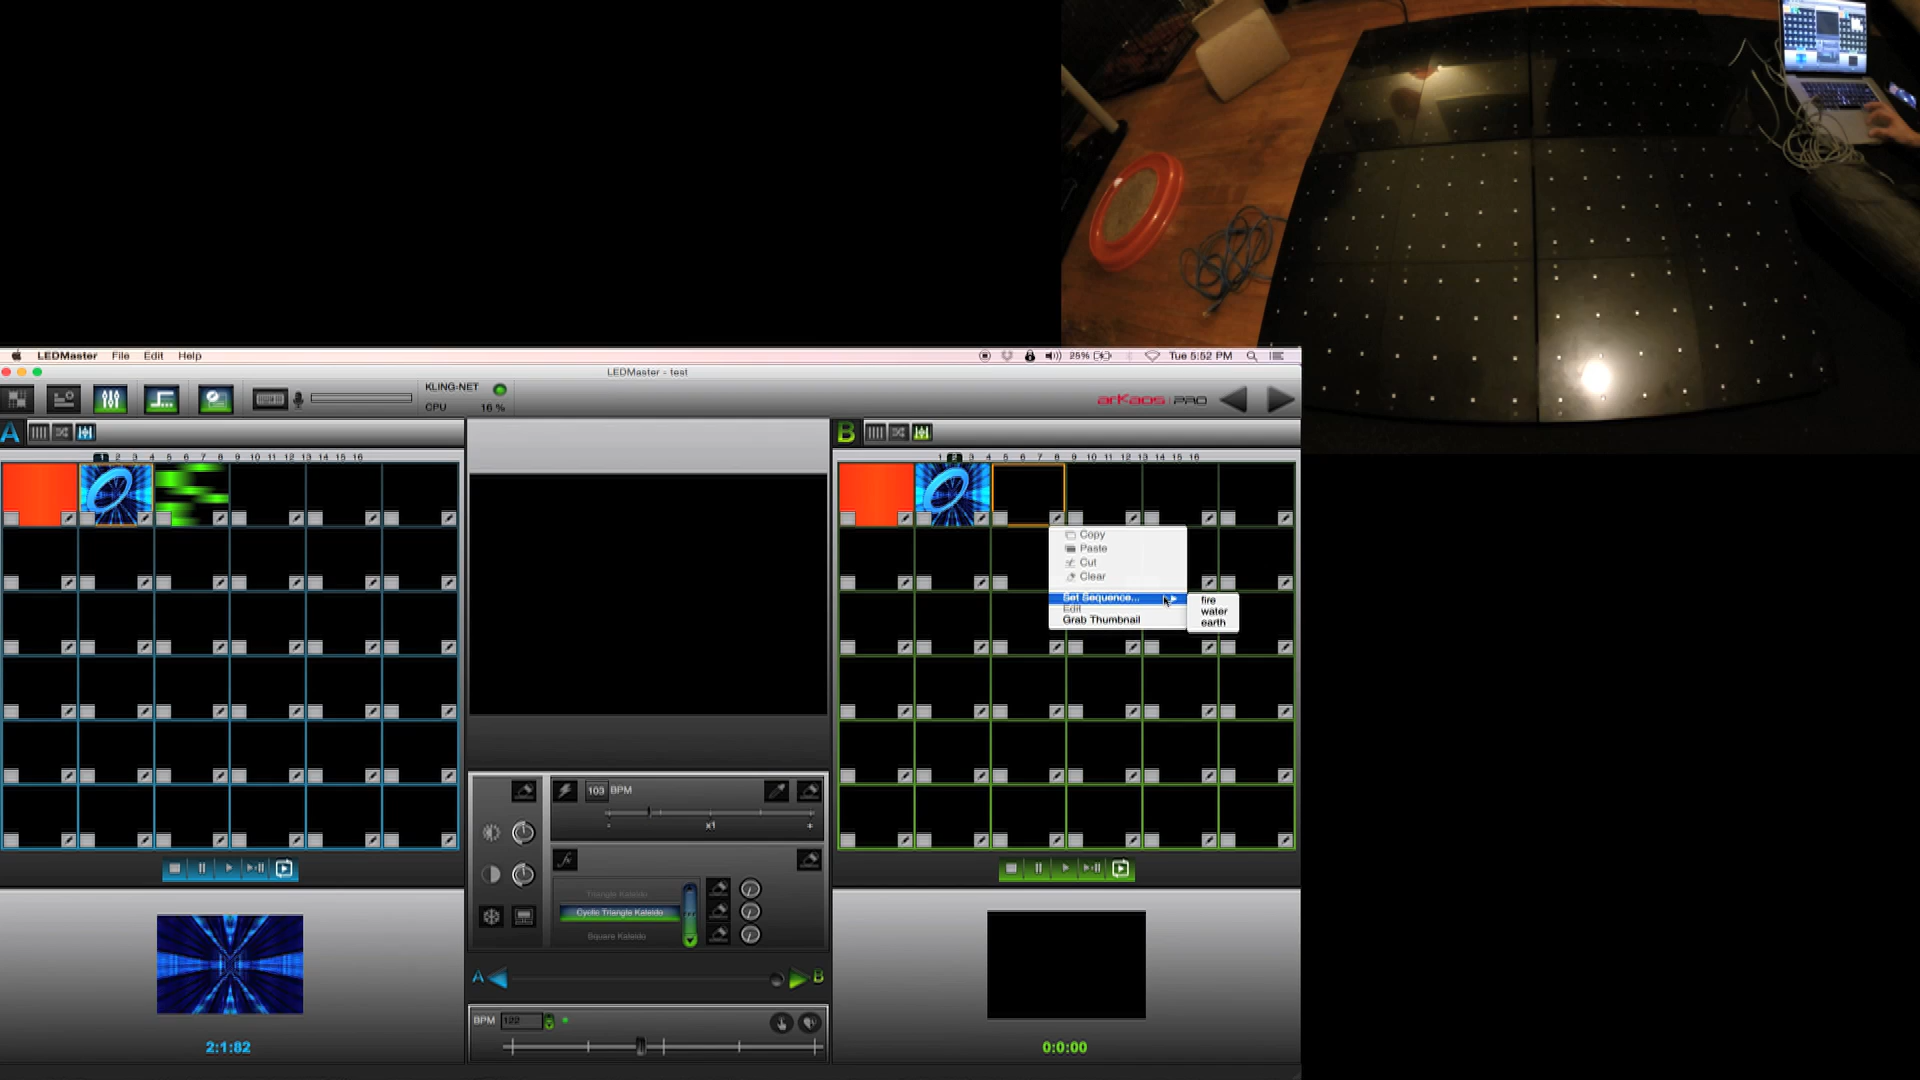 LEDMaster File Edit Help
25% Tue 5:52 PM
LEDMaster - test
KLING-NET
CPU 16 %
arKaos PRO
A
B
1 2 3 4 5 6 7 8 9 10 11 12 13 14 15 16
1 2 3 4 5 6 7 8 9 10 11 12 13 14 15 16
Copy
Paste
Cut
Clear
Set Sequence...
Edit
Grab Thumbnail
fire
water
earth
103 BPM
x1
fx
Triangle Kaleido
Cyclic Triangle Kaleido
Square Kaleido
A
B
BPM 122
2:1:82
0:0:00